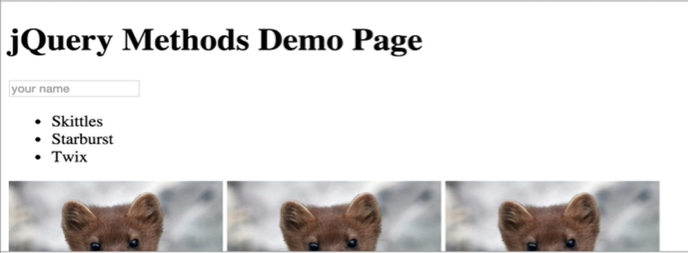 jQuery Methods Demo Page
your name
Skittles
Starburst
Twix